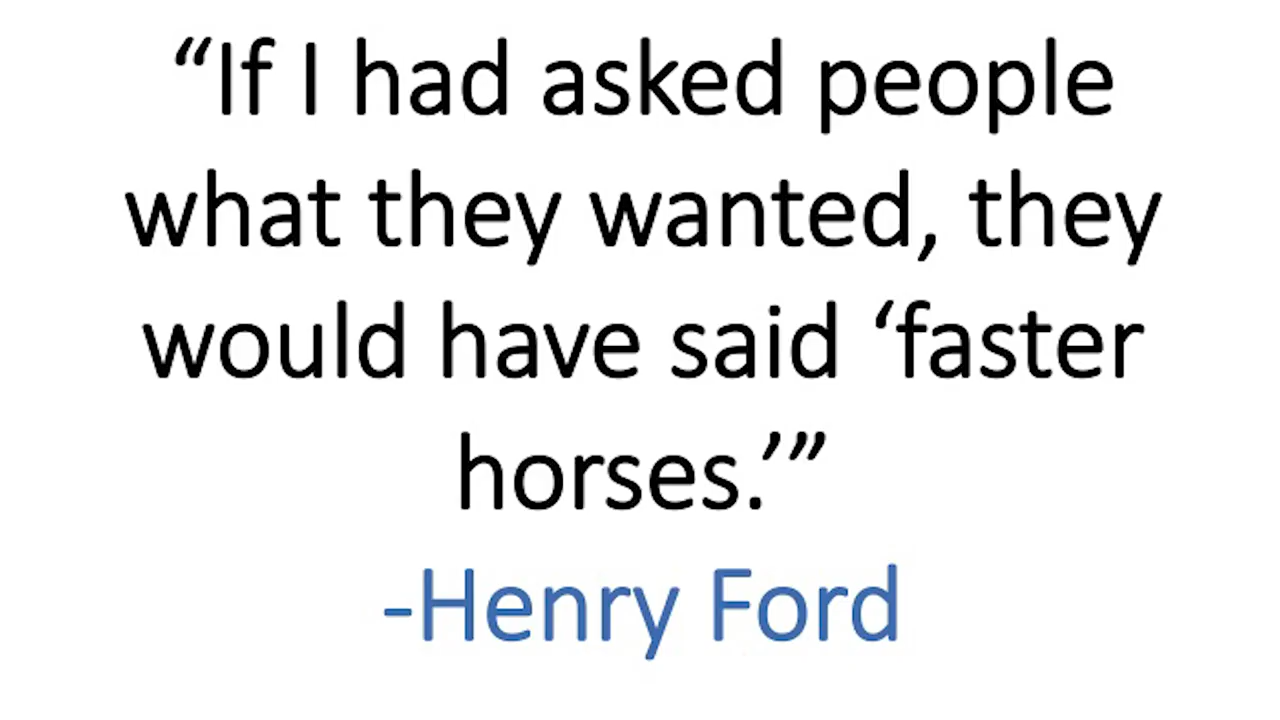 “If I had asked people
what they wanted, they
would have said ‘faster
horses.’”
-Henry Ford